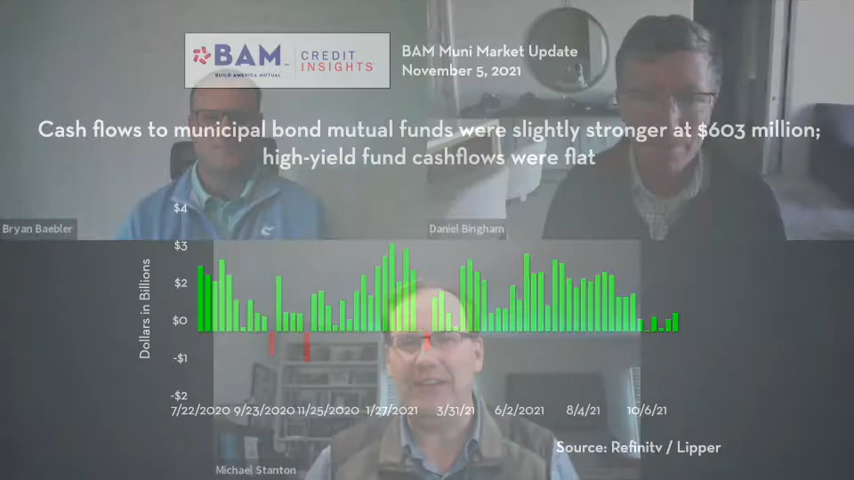 BAM
BUILD AMERICA MUTUAL
CREDIT
INSIGHTS
BAM Muni Market Update
November 5, 2021
Cash flows to municipal bond mutual funds were slightly stronger at $603 million;
high-yield fund cashflows were flat
Bryan Baebler
Daniel Bingham
Dollars in Billions
$4
$3
$2
$0
-$1
-$2
7/22/2020 9/23/2020 11/25/2020 1/27/2021 3/31/21 6/2/2021 8/4/21 10/6/21
Source: Refinitv / Lipper
Michael Stanton